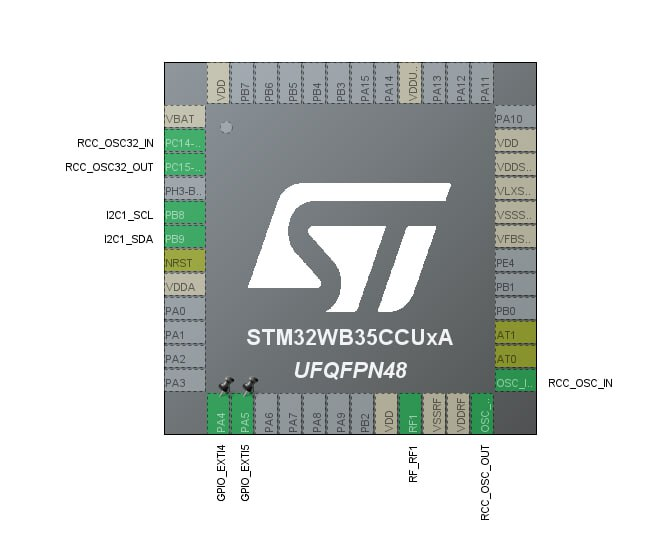 VDD
PB7
PB6
PB5
PB4
PB3
PA15
PA14
VDDU..
PA13
PA12
PA11
VBAT
RCC_OSC32_IN PC14-..
RCC_OSC32_OUT PC15-..
PH3-B..
I2C1_SCL PB8
I2C1_SDA PB9
NRST
VDDA
PA0
PA1
PA2
PA3
ST
STM32WB35CCUxA
UFQFPN48
PA10
VDD
VDDS..
VLXS..
VSSS..
VFBS..
PE4
PB1
PB0
AT1
AT0
OSC_I.. RCC_OSC_IN
PA4
PA5
PA6
PA7
PA8
PA9
PB2
VDD
RF1
VSSRF
VDDRF
OSC_..
GPIO_EXTI4
GPIO_EXTI5
RF_RF1
RCC_OSC_OUT